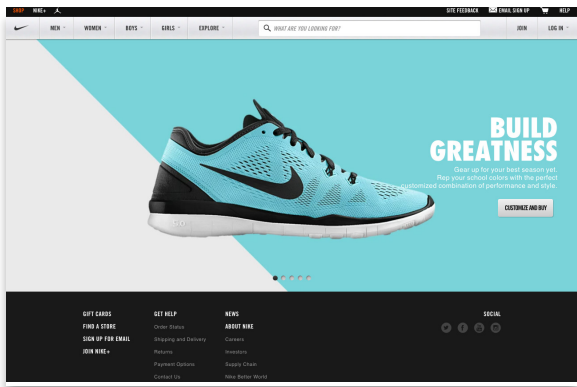 SHOP NIKE+ SITE FEEDBACK EMAIL SIGN UP HELP
MEN WOMEN BOYS GIRLS EXPLORE WHAT ARE YOU LOOKING FOR? JOIN LOG IN
BUILD
GREATNESS
Gear up for your best season yet.
Rep your school colors with the perfect
customized combination of performance and style.
CUSTOMIZE AND BUY
GIFT CARDS GET HELP NEWS SOCIAL
FIND A STORE Order Status ABOUT NIKE
SIGN UP FOR EMAIL Shipping and Delivery Careers
JOIN NIKE+ Returns Investors
Payment Options Supply Chain
Contact Us Nike Better World